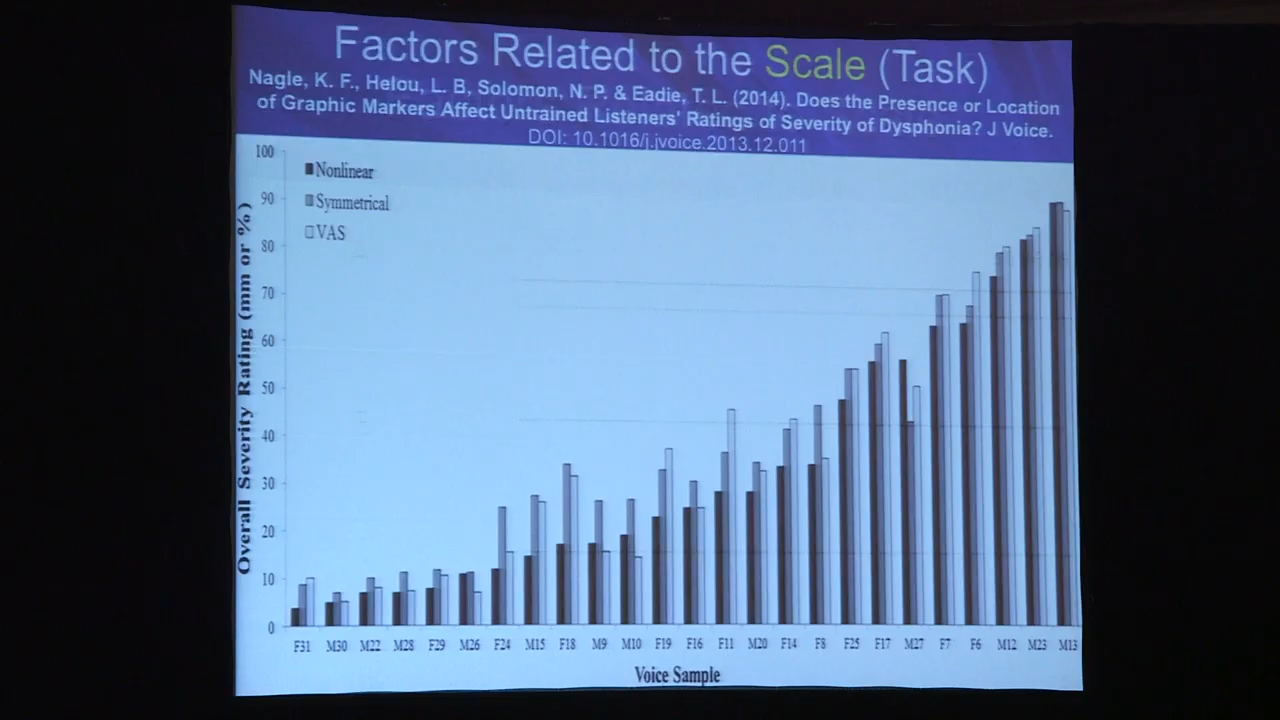 Factors Related to the Scale (Task)
Nagle, K. F., Helou, L. B, Solomon, N. P. & Eadie, T. L. (2014). Does the Presence or Location
of Graphic Markers Affect Untrained Listeners' Ratings of Severity of Dysphonia? J Voice.
DOI: 10.1016/j.jvoice.2013.12.011
Overall Severity Rating (mm or %)
100
90
80
70
60
50
40
30
20
10
0
Nonlinear
Symmetrical
VAS
F31 M30 M22 M28 F29 M26 F24 M15 F18 M9 M10 F19 F16 F11 M20 F14 F8 F25 F17 M27 F7 F6 M12 M23 M13
Voice Sample